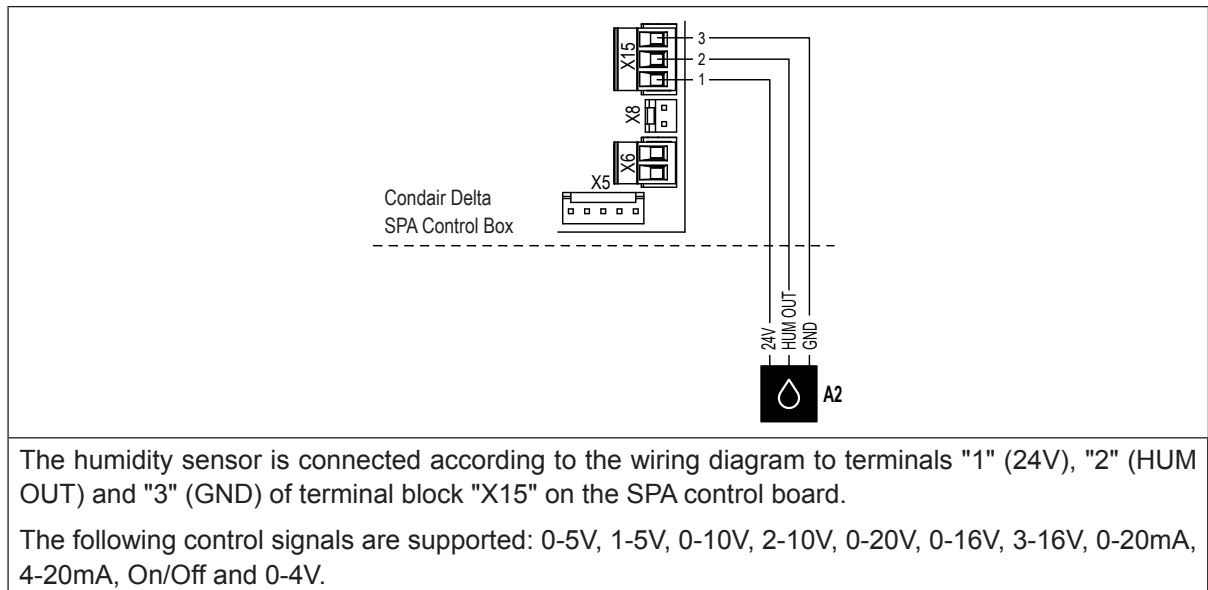 X15
3
2
1
X8
X6
X5
Condair Delta
SPA Control Box
24V
HUM OUT
GND
A2
The humidity sensor is connected according to the wiring diagram to terminals "1" (24V), "2" (HUM
OUT) and "3" (GND) of terminal block "X15" on the SPA control board.
The following control signals are supported: 0-5V, 1-5V, 0-10V, 2-10V, 0-20V, 0-16V, 3-16V, 0-20mA,
4-20mA, On/Off and 0-4V.